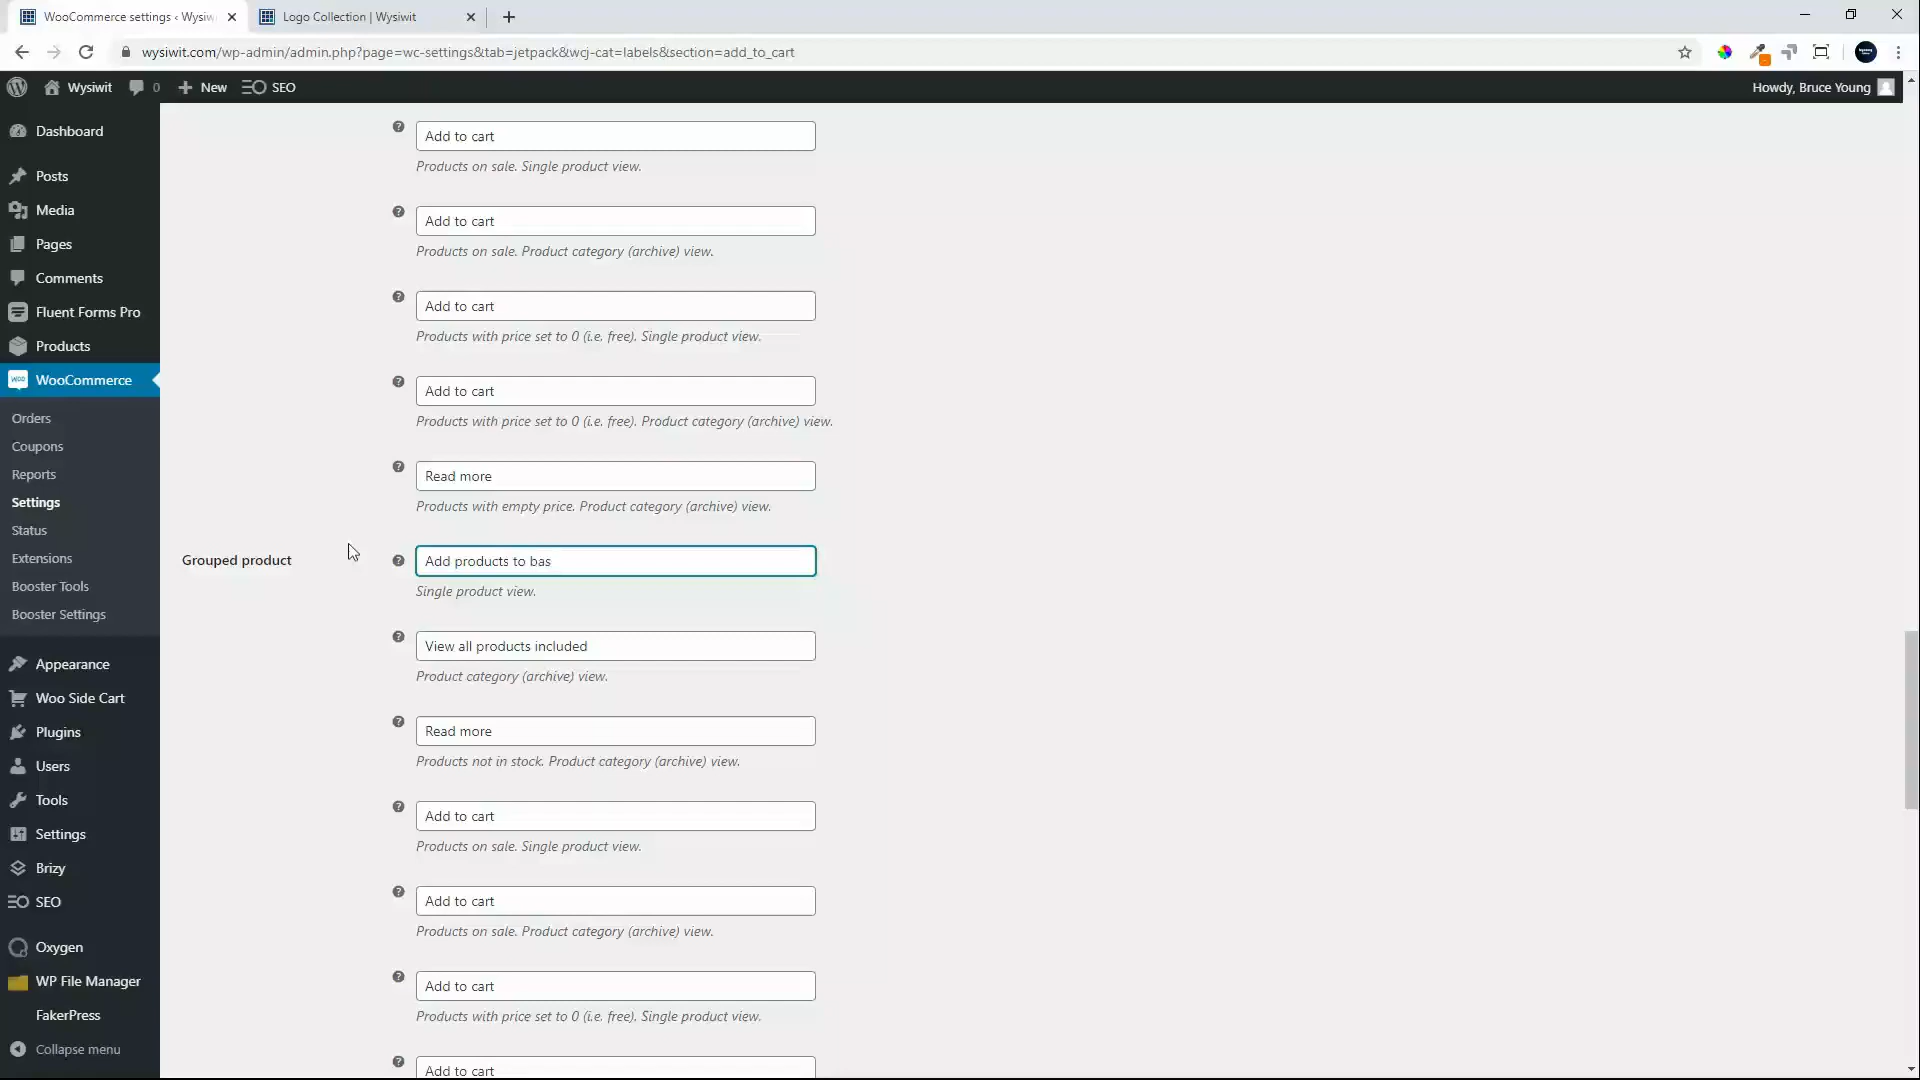 WooCommerce settings ‹ Wysiw
Logo Collection | Wysiwit
wysiwit.com/wp-admin/admin.php?page=wc-settings&tab=jetpack&wcj-cat=labels&section=add_to_cart
Wysiwit
0
New
SEO
Howdy, Bruce Young
Dashboard
Posts
Media
Pages
Comments
Fluent Forms Pro
Products
WooCommerce
Orders
Coupons
Reports
Settings
Status
Extensions
Booster Tools
Booster Settings
Appearance
Woo Side Cart
Plugins
Users
Tools
Settings
Brizy
SEO
Oxygen
WP File Manager
FakerPress
Collapse menu
Add to cart
Products on sale. Single product view.
Add to cart
Products on sale. Product category (archive) view.
Add to cart
Products with price set to 0 (i.e. free). Single product view.
Add to cart
Products with price set to 0 (i.e. free). Product category (archive) view.
Read more
Products with empty price. Product category (archive) view.
Grouped product
Add products to bas
Single product view.
View all products included
Product category (archive) view.
Read more
Products not in stock. Product category (archive) view.
Add to cart
Products on sale. Single product view.
Add to cart
Products on sale. Product category (archive) view.
Add to cart
Products with price set to 0 (i.e. free). Single product view.
Add to cart